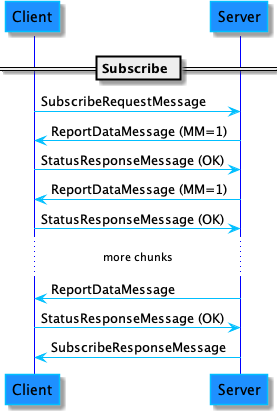 Client Server
Subscribe
SubscribeRequestMessage
ReportDataMessage (MM=1)
StatusResponseMessage (OK)
ReportDataMessage (MM=1)
StatusResponseMessage (OK)
more chunks
ReportDataMessage
StatusResponseMessage (OK)
SubscribeResponseMessage
Client Server